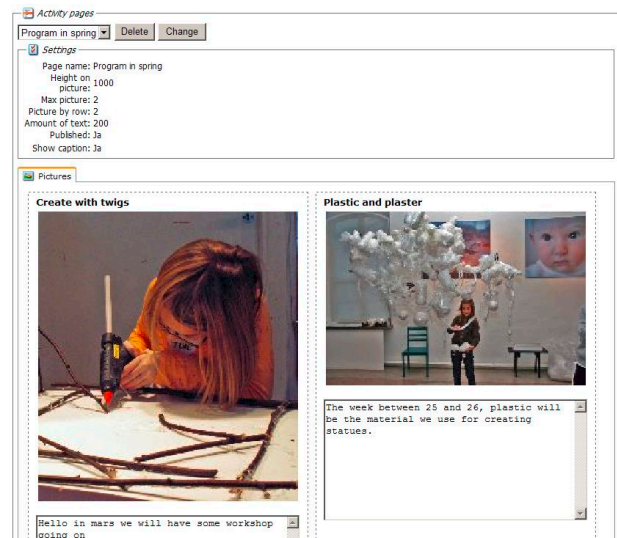 Activity pages
Program in spring Delete Change
Settings
Page name: Program in spring
Height on picture: 1000
Max picture: 2
Picture by row: 2
Amount of text: 200
Published: Ja
Show caption: Ja
Pictures
Create with twigs
Hello in mars we will have some workshop
going on
Plastic and plaster
The week between 25 and 26, plastic will
be the material we use for creating
statues.